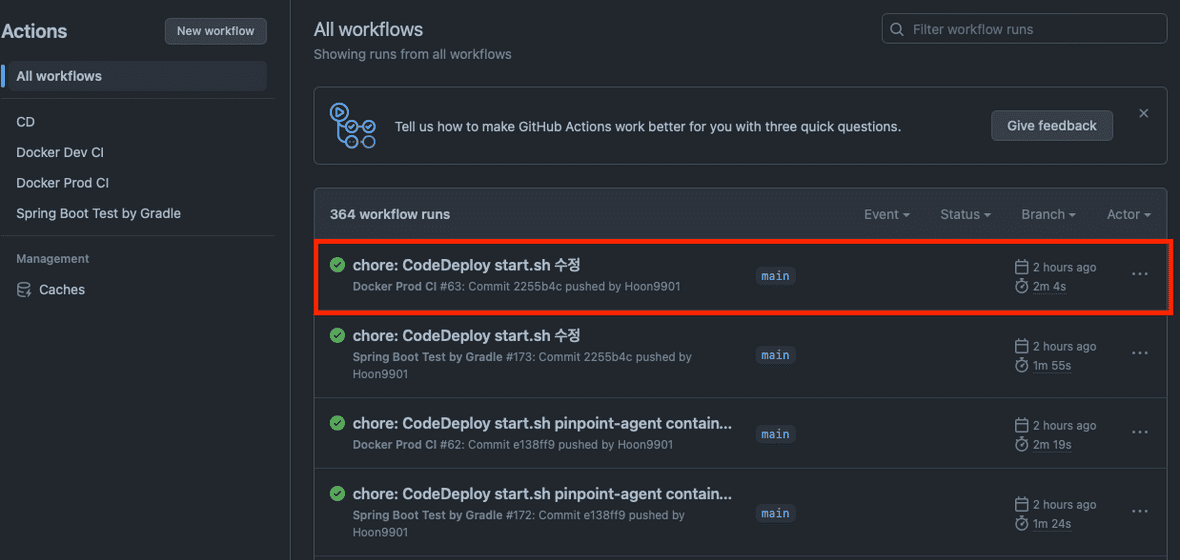 Actions
New workflow
All workflows
CD
Docker Dev CI
Docker Prod CI
Spring Boot Test by Gradle
Management
Caches
All workflows
Showing runs from all workflows
Filter workflow runs
Tell us how to make GitHub Actions work better for you with three quick questions.
Give feedback
364 workflow runs
Event
Status
Branch
Actor
chore: CodeDeploy start.sh 수정
Docker Prod CI #63: Commit 2255b4c pushed by Hoon9901
main
2 hours ago
2m 4s
chore: CodeDeploy start.sh 수정
Spring Boot Test by Gradle #173: Commit 2255b4c pushed by
Hoon9901
main
2 hours ago
1m 55s
chore: CodeDeploy start.sh pinpoint-agent contain...
Docker Prod CI #62: Commit e138ff9 pushed by Hoon9901
main
2 hours ago
2m 19s
chore: CodeDeploy start.sh pinpoint-agent contain...
Spring Boot Test by Gradle #172: Commit e138ff9 pushed by
Hoon9901
main
2 hours ago
1m 24s